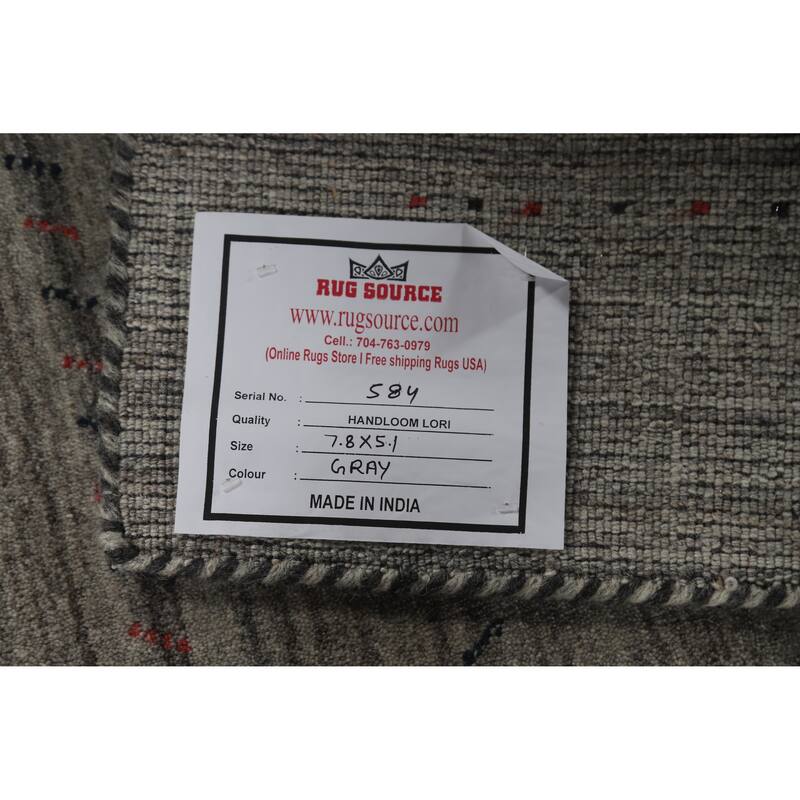 RUG SOURCE
www.rugsource.com
Cell.: 704-763-0979
(Online Rugs Store I Free shipping Rugs USA)
Serial No. : 584
Quality : HANDLOOM LORI
Size : 7.8X5.1
Colour : GRAY
MADE IN INDIA